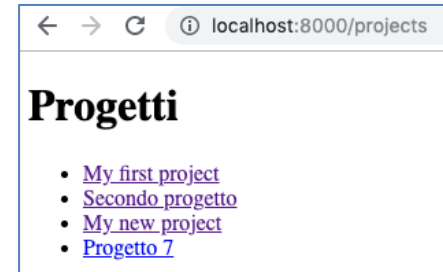 localhost:8000/projects
Progetti
My first project
Secondo progetto
My new project
Progetto 7